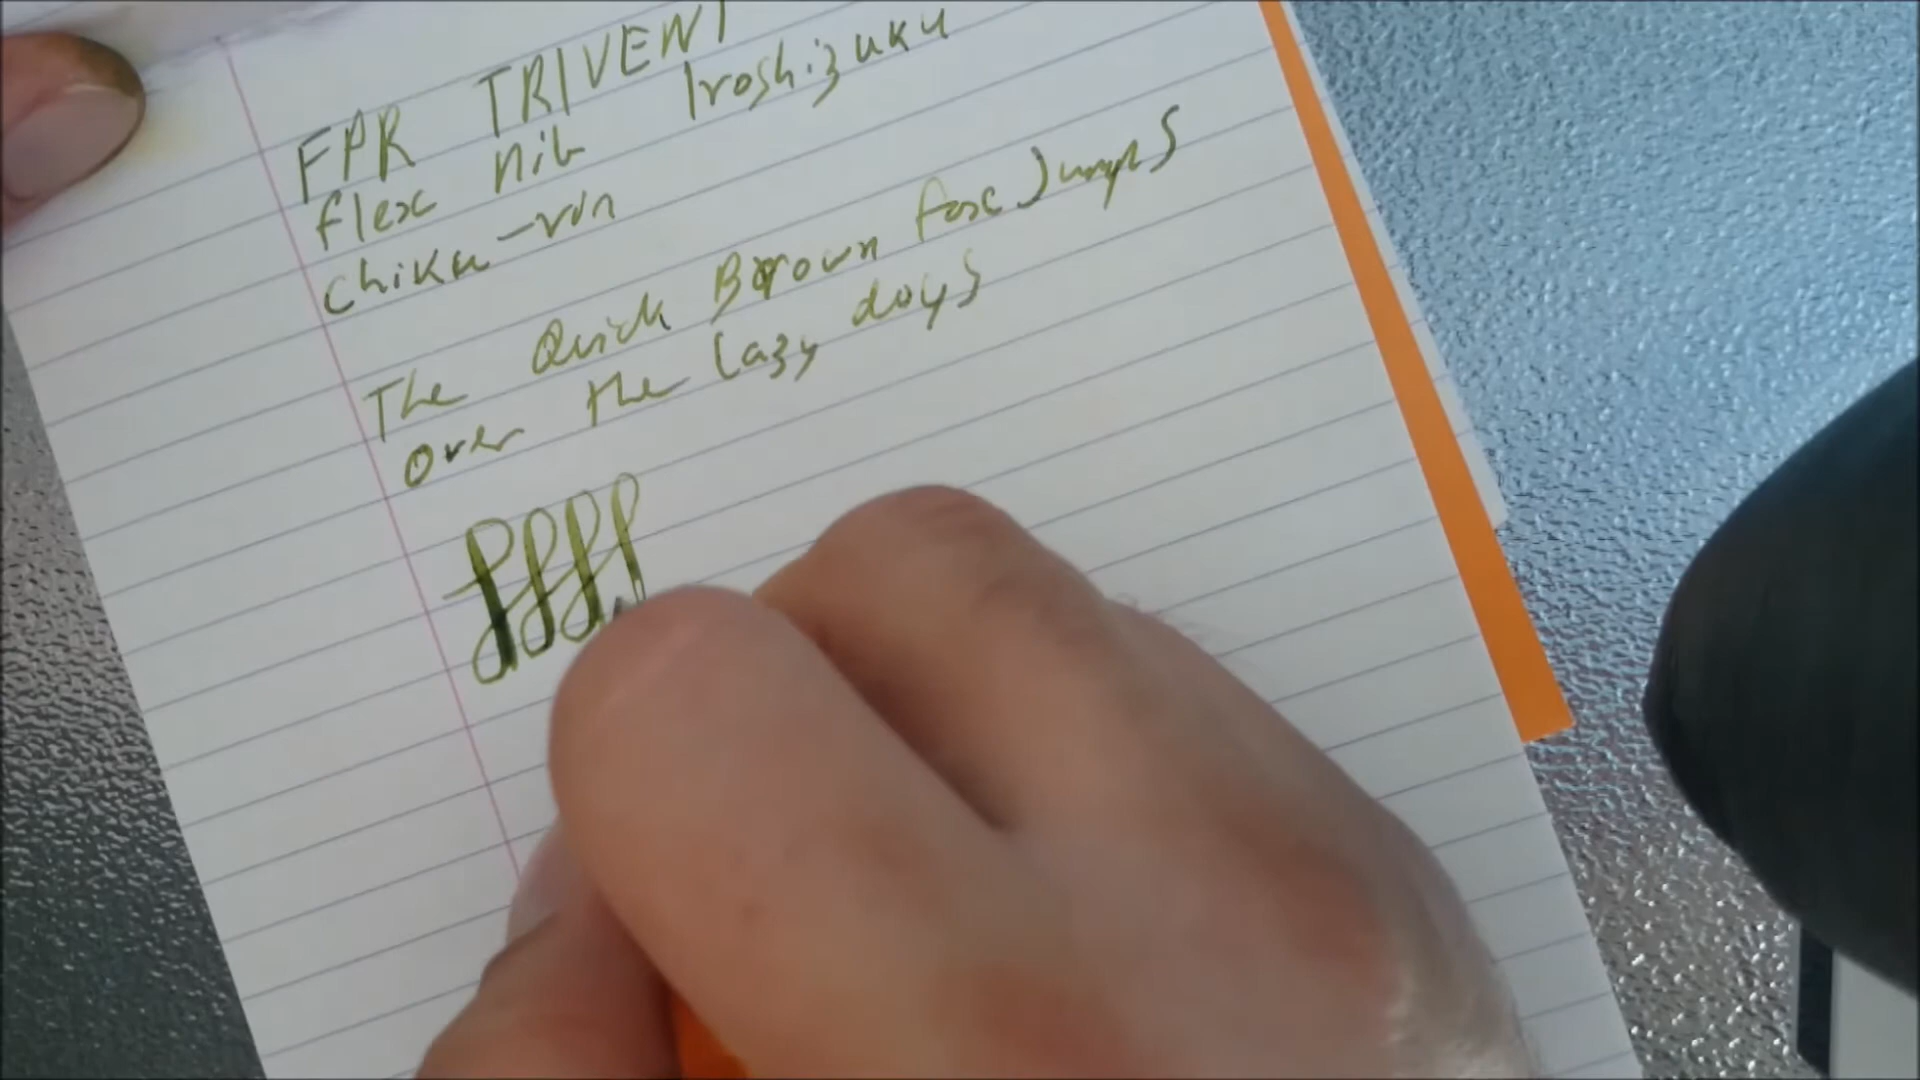 FPR TRIVENI
flex nib Iroshizuku
chiku-rin
The Quick Brown fox Jumps
over the lazy dogs